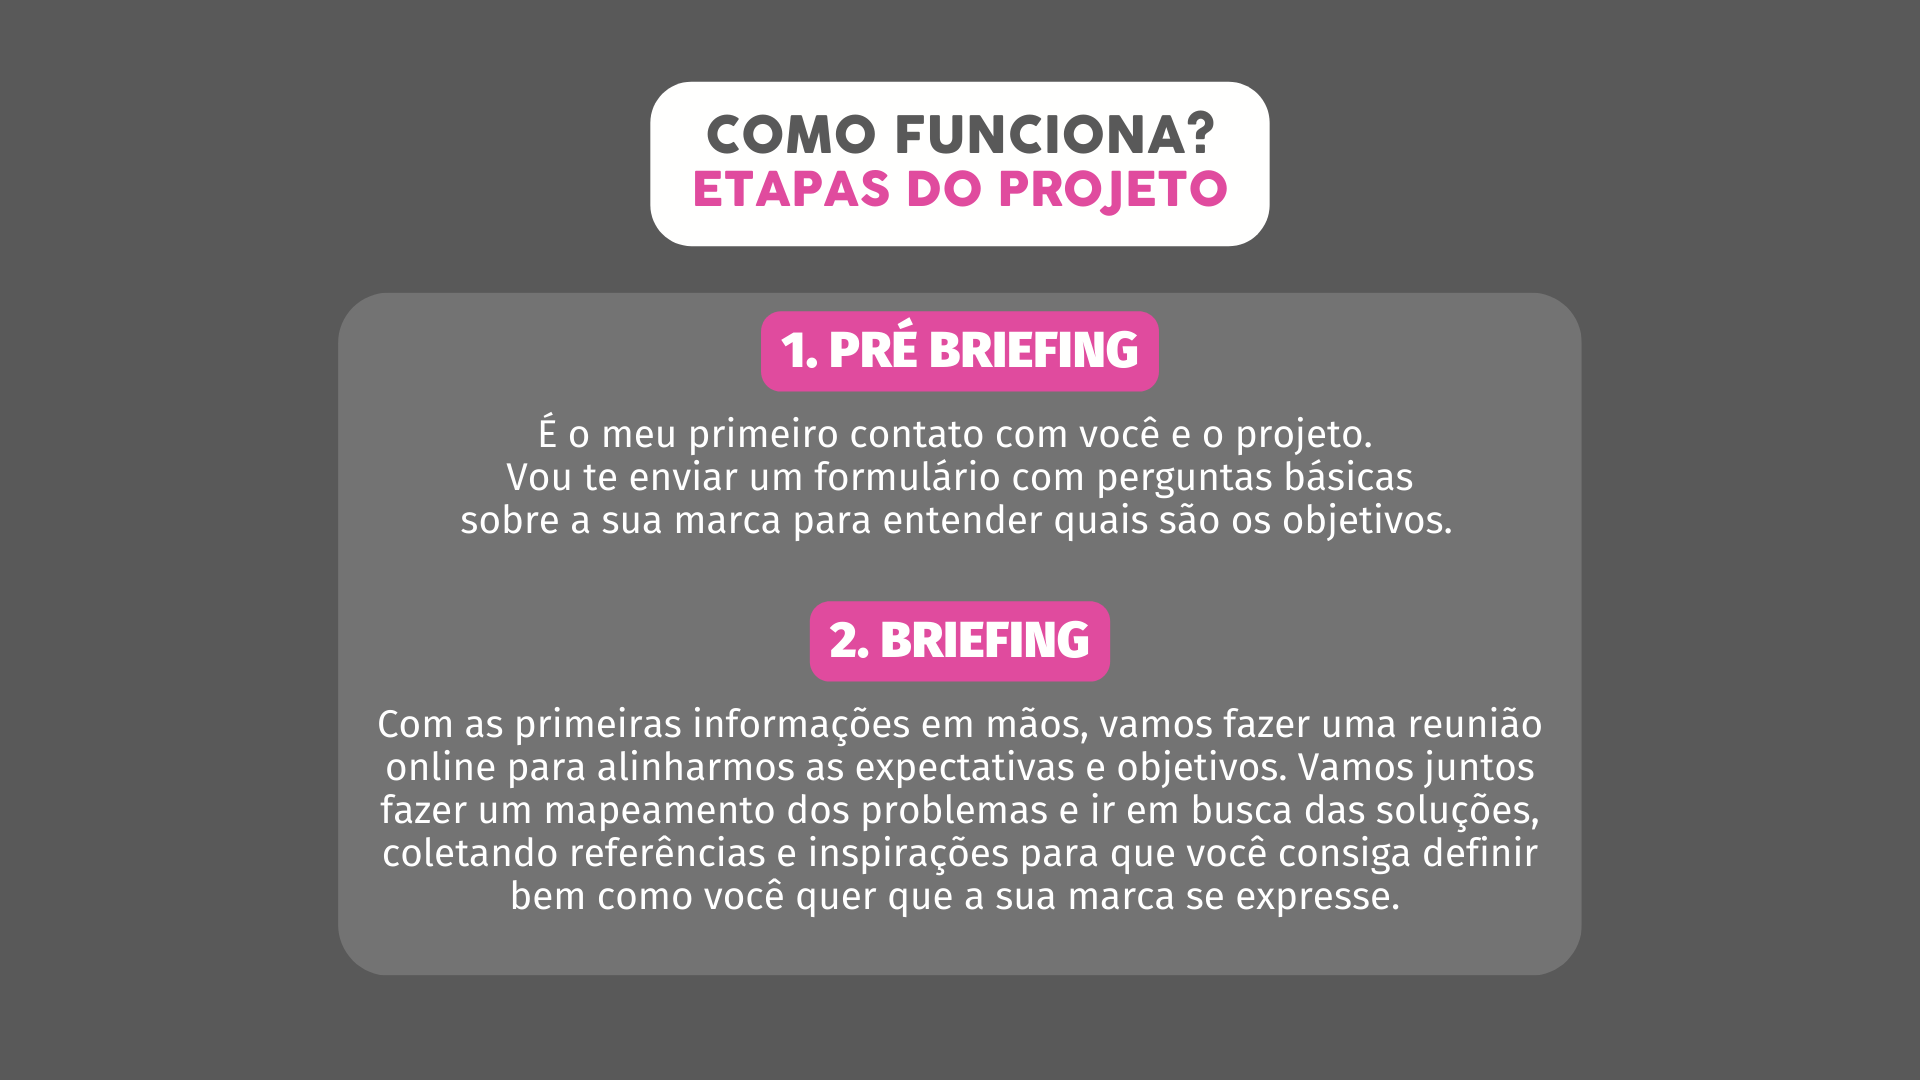 COMO FUNCIONA?
ETAPAS DO PROJETO
1. PRÉ BRIEFING
É o meu primeiro contato com você e o projeto.
Vou te enviar um formulário com perguntas básicas
sobre a sua marca para entender quais são os objetivos.
2. BRIEFING
Com as primeiras informações em mãos, vamos fazer uma reunião
online para alinharmos as expectativas e objetivos. Vamos juntos
fazer um mapeamento dos problemas e ir em busca das soluções,
coletando referências e inspirações para que você consiga definir
bem como você quer que a sua marca se expresse.